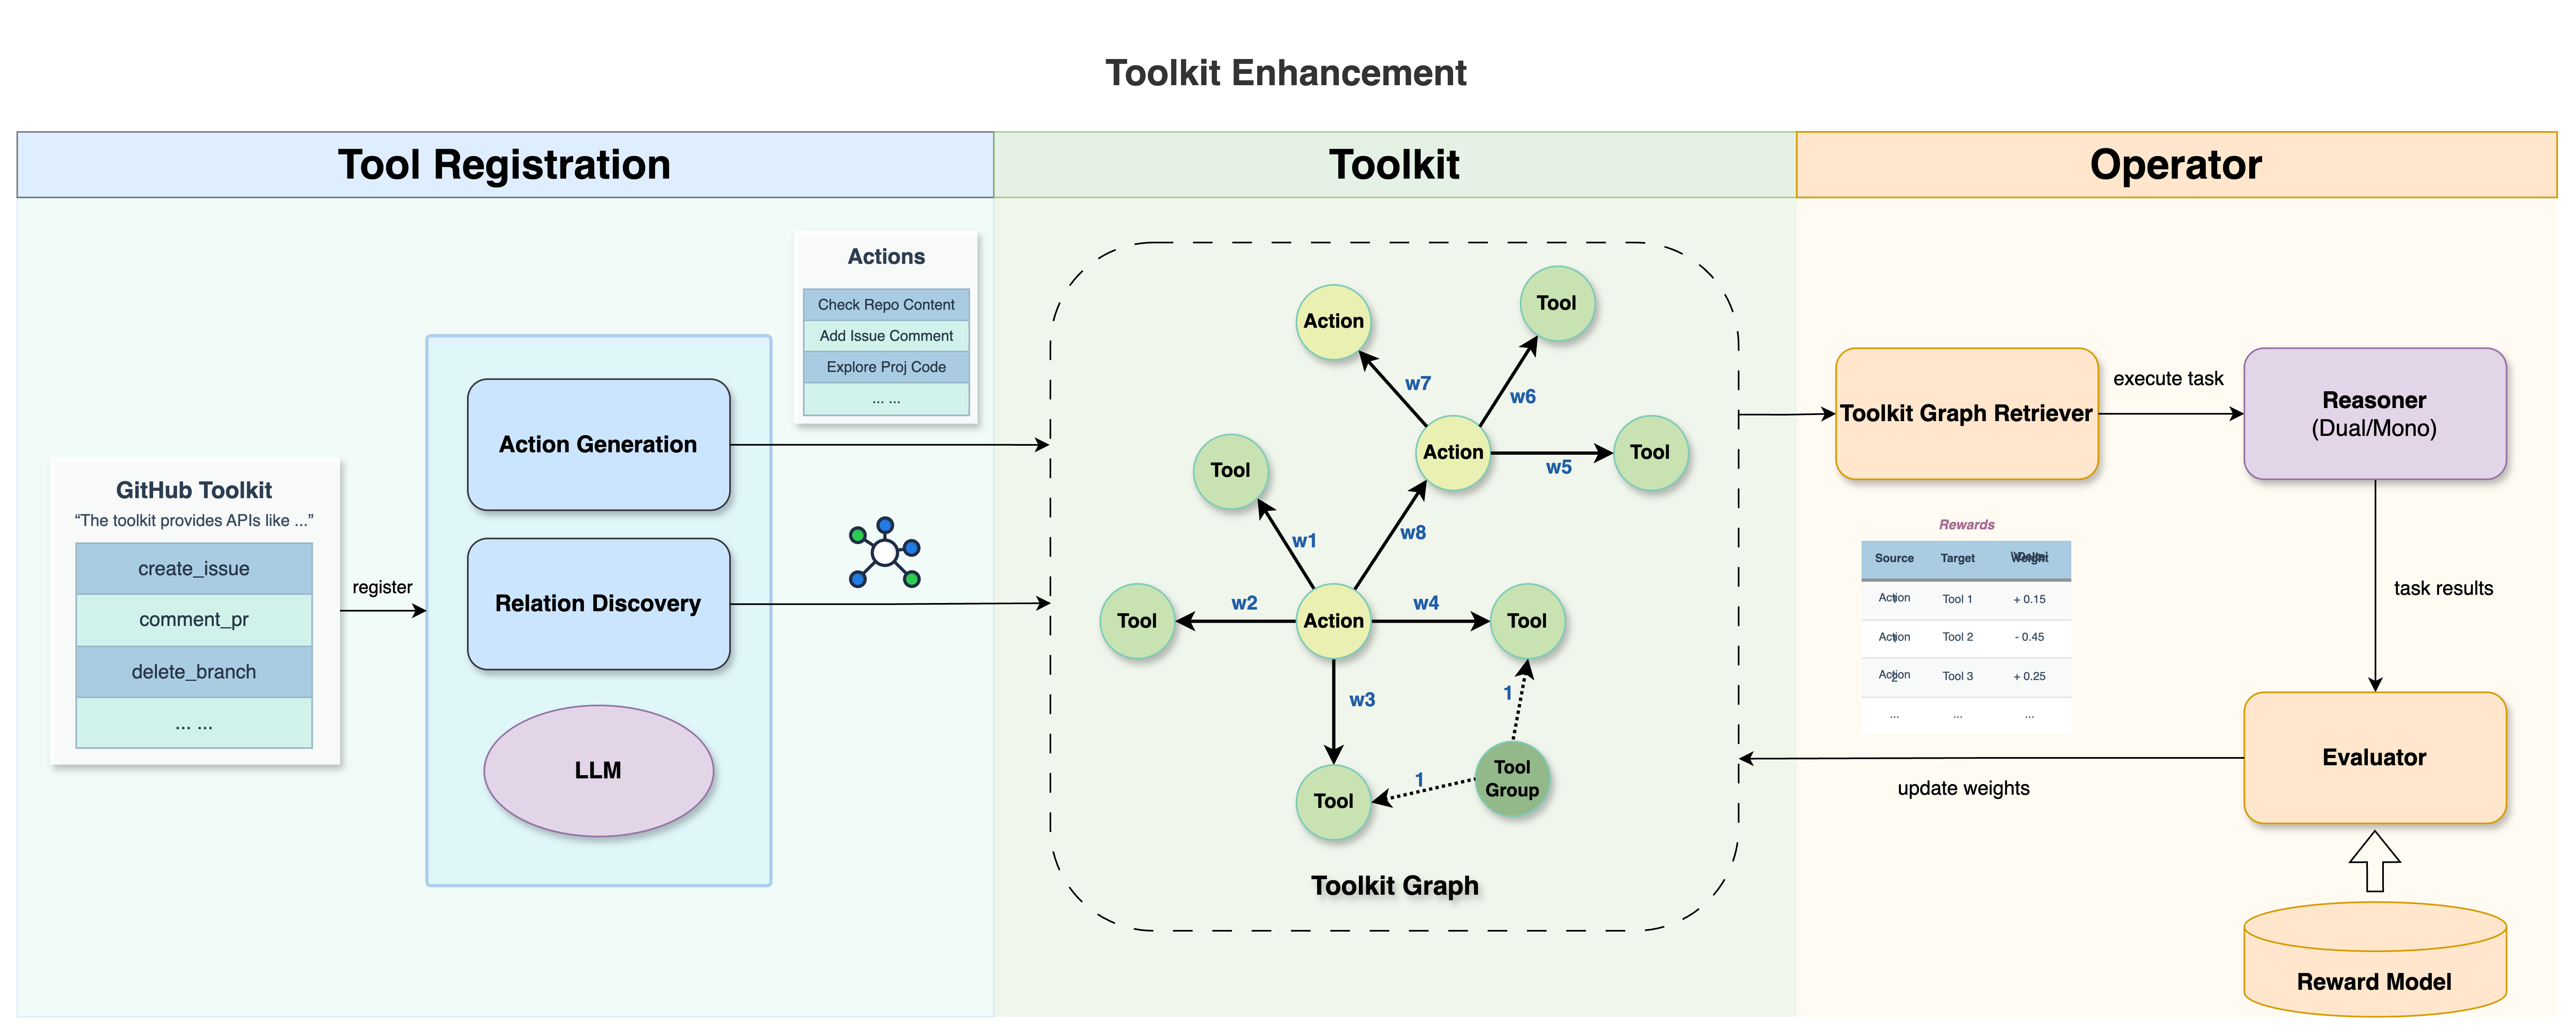 Toolkit Enhancement
Tool Registration
Toolkit
Operator
GitHub Toolkit
“The toolkit provides APIs like ...”
create_issue
comment_pr
delete_branch
... ...
register
Action Generation
Relation Discovery
LLM
Actions
Check Repo Content
Add Issue Comment
Explore Proj Code
... ...
Action
Tool
w7
w6
Action
Tool
w5
Tool
w1
w8
Tool
w2
Action
w4
Tool
w3
1
Tool
1
Tool
Group
Toolkit Graph
Toolkit Graph Retriever
execute task
Reasoner
(Dual/Mono)
task results
Rewards
Source Target Weight
Action Tool 1 + 0.15
Action Tool 2 - 0.45
Action Tool 3 + 0.25
... ... ...
update weights
Evaluator
Reward Model